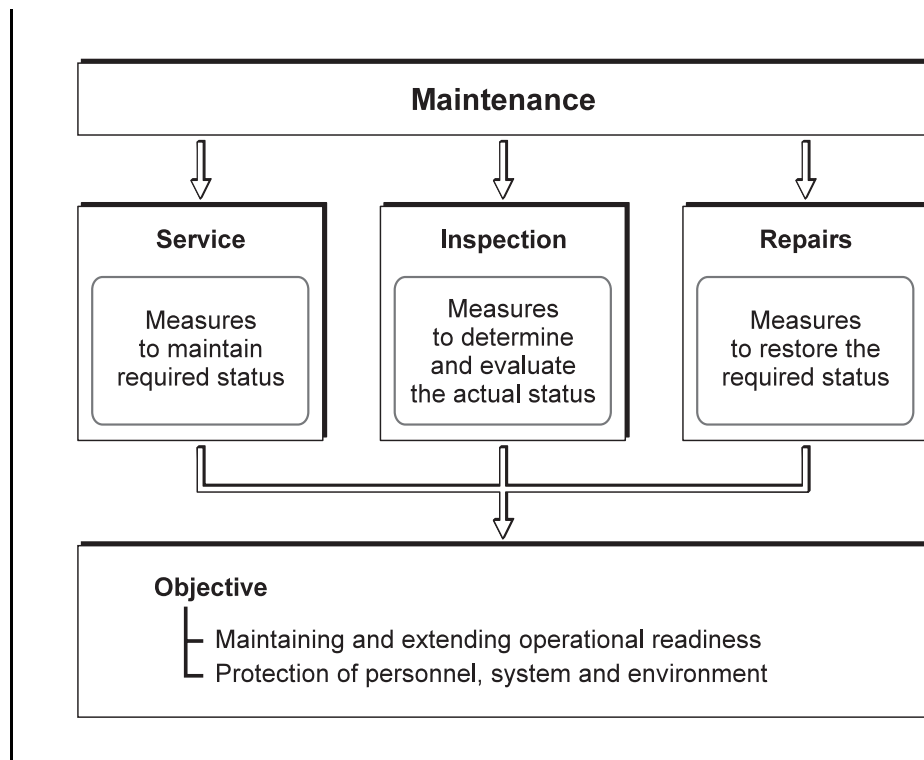 Maintenance
Service
Measures
to maintain
required status
Inspection
Measures
to determine
and evaluate
the actual status
Repairs
Measures
to restore the
required status
Objective
Maintaining and extending operational readiness
Protection of personnel, system and environment